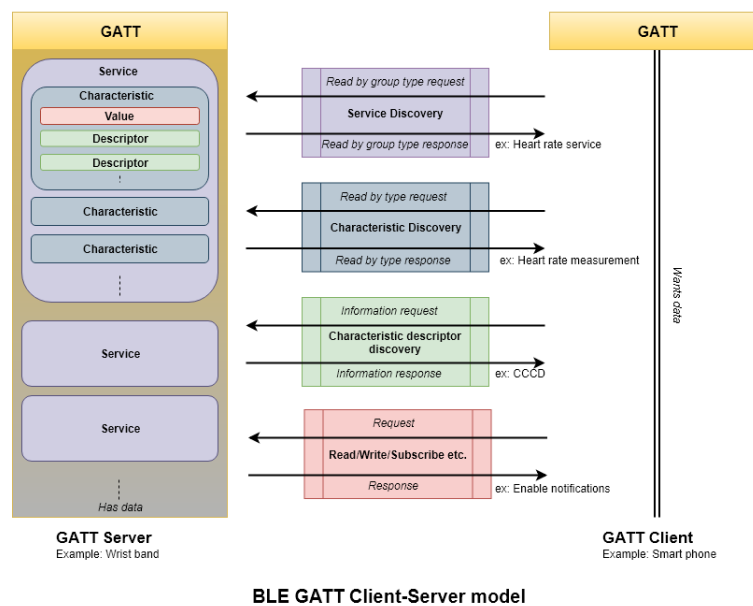 GATT
GATT
Service
Characteristic
Value
Descriptor
Descriptor
Characteristic
Characteristic
Service
Service
Has data
GATT Server
Example: Wrist band
Read by group type request
Service Discovery
Read by group type response
ex: Heart rate service
Read by type request
Characteristic Discovery
Read by type response
ex: Heart rate measurement
Information request
Characteristic descriptor
discovery
Information response
ex: CCCD
Request
Read/Write/Subscribe etc.
Response
ex: Enable notifications
Wants data
GATT Client
Example: Smart phone
BLE GATT Client-Server model